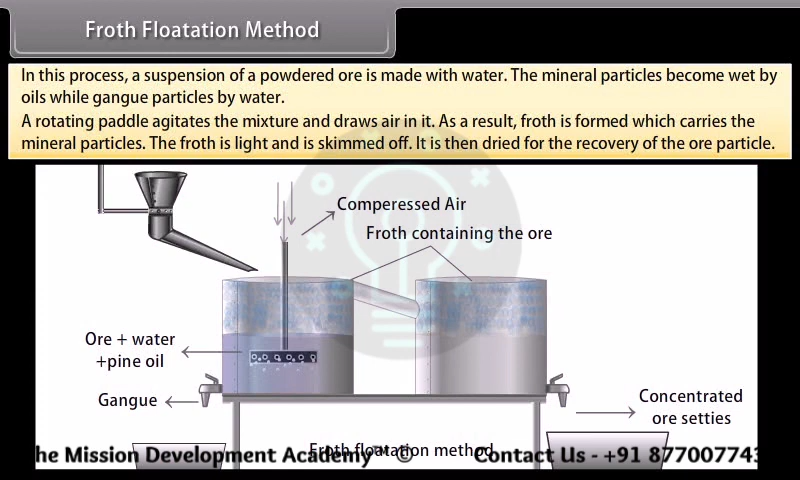 Froth Floatation Method
In this process, a suspension of a powdered ore is made with water. The mineral particles become wet by
oils while gangue particles by water.
A rotating paddle agitates the mixture and draws air in it. As a result, froth is formed which carries the
mineral particles. The froth is light and is skimmed off. It is then dried for the recovery of the ore particle.
Comperessed Air
Froth containing the ore
Ore + water
+pine oil
Gangue
Concentrated
ore setties
Froth floatation method
he Mission Development Academy™ © Contact Us - +91 877007743